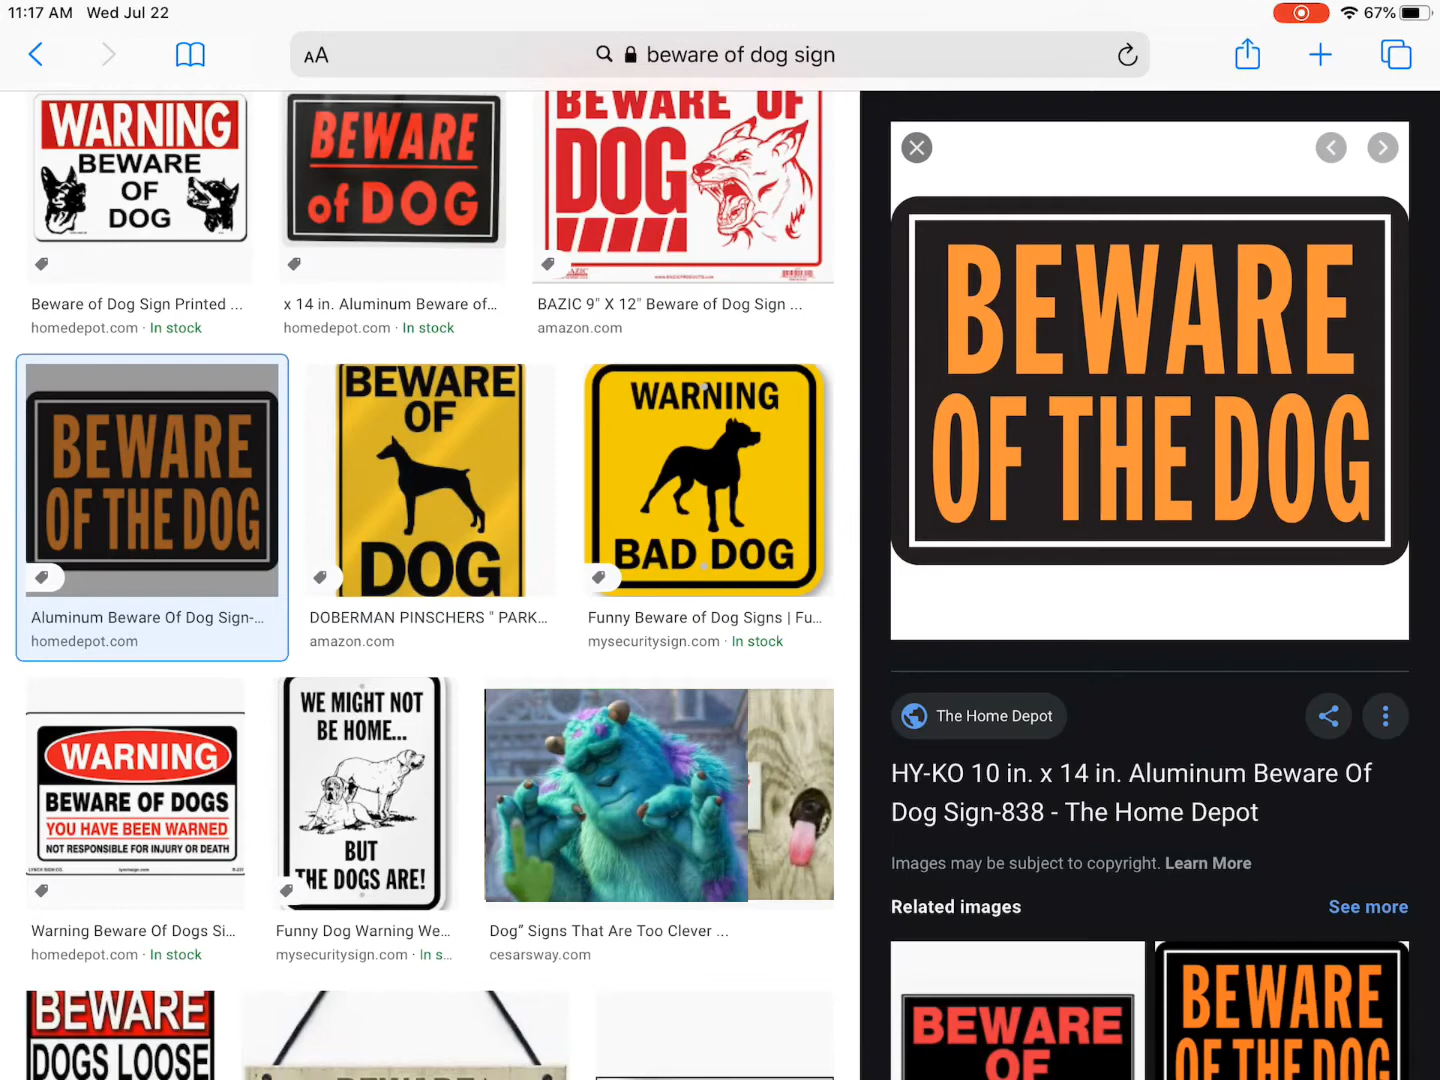 11:17 AM Wed Jul 22
67%
AA
beware of dog sign
WARNING
BEWARE
OF
DOG
Beware of Dog Sign Printed ...
homedepot.com · In stock
BEWARE
of DOG
x 14 in. Aluminum Beware of...
homedepot.com · In stock
BEWARE OF
DOG
BAZIC 9" X 12" Beware of Dog Sign ...
amazon.com
BEWARE
OF THE DOG
Aluminum Beware Of Dog Sign-...
homedepot.com
BEWARE
OF
DOG
DOBERMAN PINSCHERS " PARK...
amazon.com
WARNING
BAD DOG
Funny Beware of Dog Signs | Fu...
mysecuritysign.com · In stock
WARNING
BEWARE OF DOGS
YOU HAVE BEEN WARNED
NOT RESPONSIBLE FOR INJURY OR DEATH
Warning Beware Of Dogs Si...
homedepot.com · In stock
WE MIGHT NOT
BE HOME...
BUT
THE DOGS ARE!
Funny Dog Warning We...
mysecuritysign.com · In s...
Dog” Signs That Are Too Clever ...
cesarsway.com
BEWARE
DOGS LOOSE
BEWARE
BEWARE
OF THE DOG
The Home Depot
HY-KO 10 in. x 14 in. Aluminum Beware Of
Dog Sign-838 - The Home Depot
Images may be subject to copyright. Learn More
Related images
See more
BEWARE
OF
BEWARE
OF THE DOG